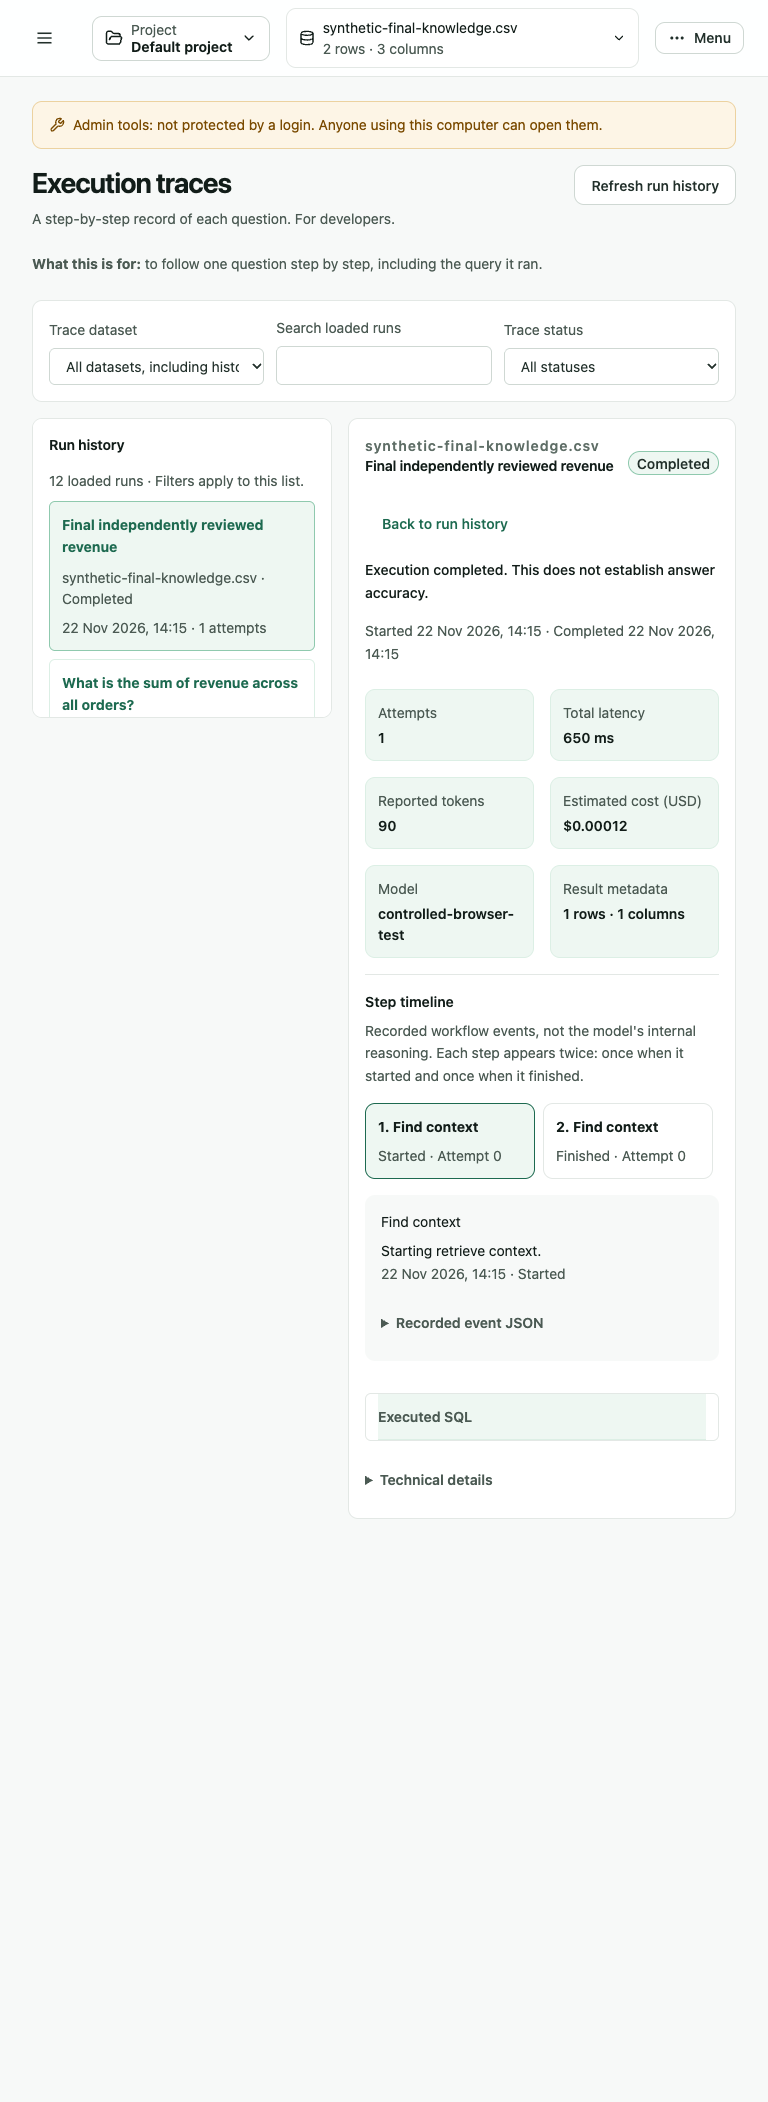 Project
Default project
synthetic-final-knowledge.csv
2 rows · 3 columns
Menu
Admin tools: not protected by a login. Anyone using this computer can open them.
Execution traces
Refresh run history
A step-by-step record of each question. For developers.
What this is for: to follow one question step by step, including the query it ran.
Trace dataset
Search loaded runs
Trace status
All datasets, including histo
All statuses
Run history
12 loaded runs · Filters apply to this list.
Final independently reviewed
revenue
synthetic-final-knowledge.csv ·
Completed
22 Nov 2026, 14:15 · 1 attempts
What is the sum of revenue across
all orders?
synthetic-final-knowledge.csv
Final independently reviewed revenue
Completed
Back to run history
Execution completed. This does not establish answer
accuracy.
Started 22 Nov 2026, 14:15 · Completed 22 Nov 2026,
14:15
Attempts
1
Total latency
650 ms
Reported tokens
90
Estimated cost (USD)
$0.00012
Model
controlled-browser-
test
Result metadata
1 rows · 1 columns
Step timeline
Recorded workflow events, not the model's internal
reasoning. Each step appears twice: once when it
started and once when it finished.
1. Find context
Started · Attempt 0
2. Find context
Finished · Attempt 0
Find context
Starting retrieve context.
22 Nov 2026, 14:15 · Started
Recorded event JSON
Executed SQL
Technical details